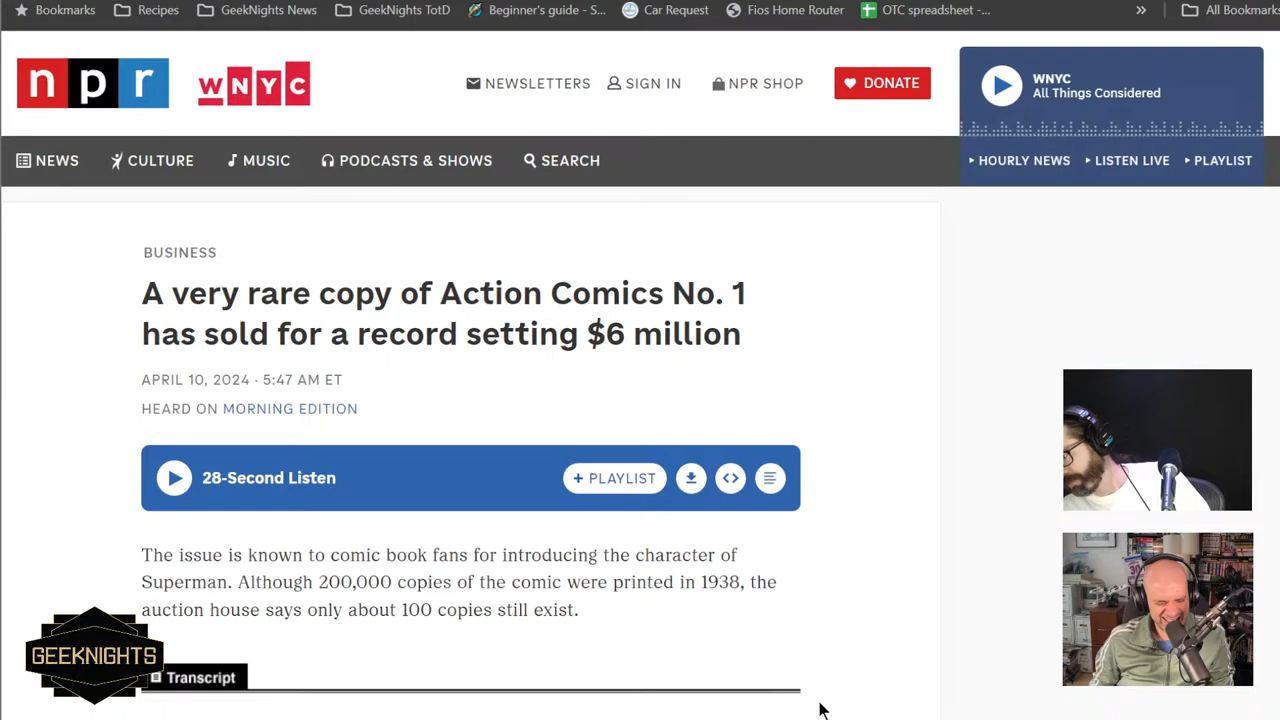 Bookmarks Recipes GeekNights News GeekNights TotD Beginner's guide - S... Car Request Fios Home Router OTC spreadsheet -... » All Bookmarks
npr WNYC NEWSLETTERS SIGN IN NPR SHOP DONATE
WNYC
All Things Considered
NEWS CULTURE MUSIC PODCASTS & SHOWS SEARCH HOURLY NEWS LISTEN LIVE PLAYLIST
BUSINESS
A very rare copy of Action Comics No. 1
has sold for a record setting $6 million
APRIL 10, 2024 · 5:47 AM ET
HEARD ON MORNING EDITION
28-Second Listen + PLAYLIST
The issue is known to comic book fans for introducing the character of
Superman. Although 200,000 copies of the comic were printed in 1938, the
auction house says only about 100 copies still exist.
GEEKNIGHTS
Transcript